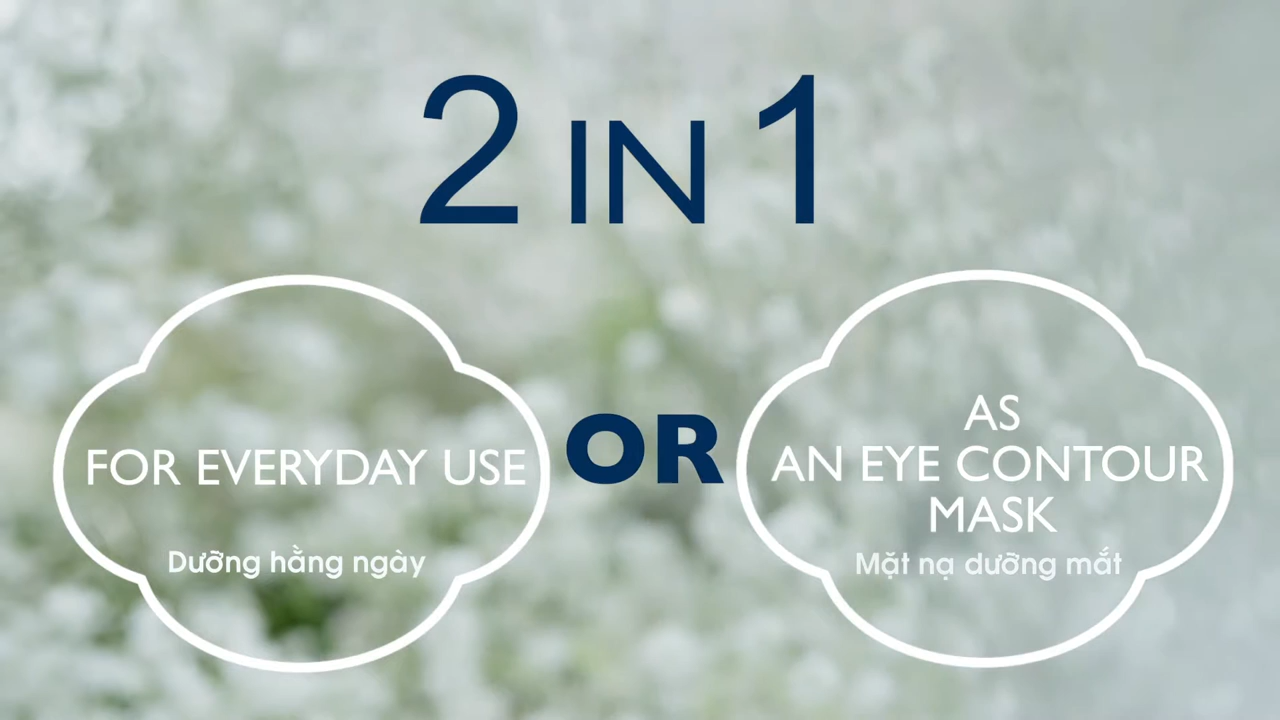 2 IN 1
FOR EVERYDAY USE
Dưỡng hằng ngày
OR
AS
AN EYE CONTOUR
MASK
Mặt nạ dưỡng mắt